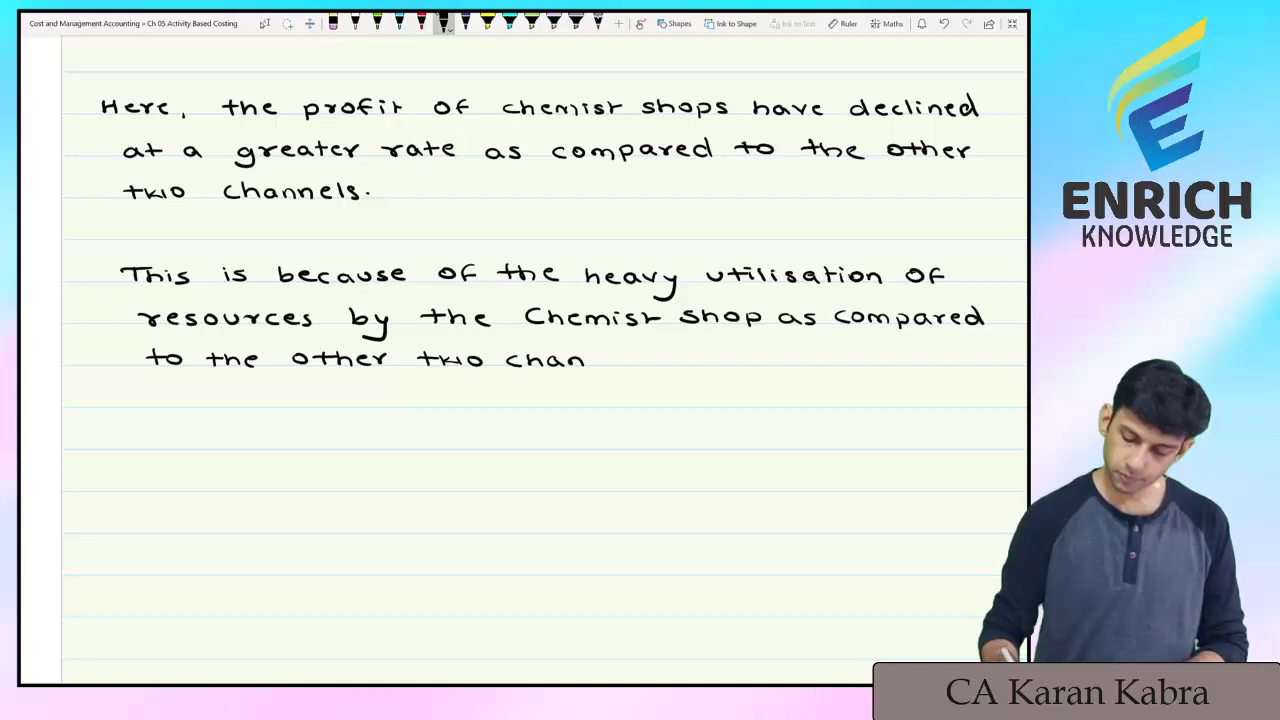 Cost and Management Accounting » Ch 05 Activity Based Costing
Shapes
Ink to Shape
Ink to Text
Ruler
Maths
Here, the profit of chemist shops have declined
at a greater rate as compared to the other
two channels.
This is because of the heavy utilisation of
resources by the Chemist shop as compared
to the other two chan
ENRICH
KNOWLEDGE
CA Karan Kabra